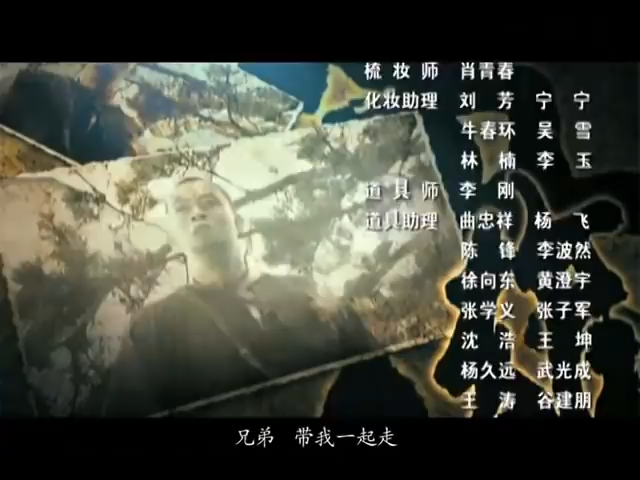 梳妆师 肖青春
化妆助理 刘芳 宁宁
牛春环 吴雪
林楠 李玉
道具师 李刚
道具助理 曲忠祥 杨飞
陈锋 李波然
徐向东 黄澄宇
张学义 张子军
沈浩 王坤
杨久远 武光成
王涛 谷建朋
兄弟 带我一起走